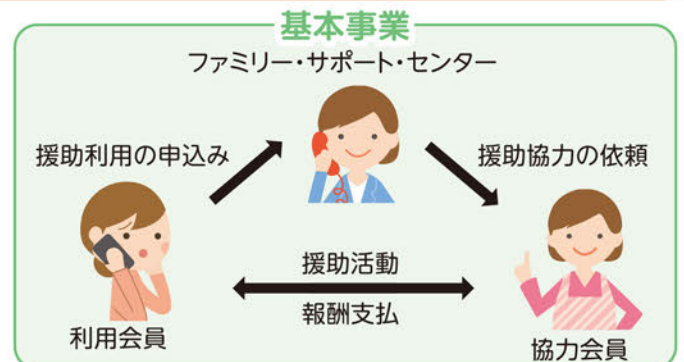 基本事業
ファミリー・サポート・センター
援助利用の申込み
援助協力の依頼
援助活動
報酬支払
利用会員
協力会員